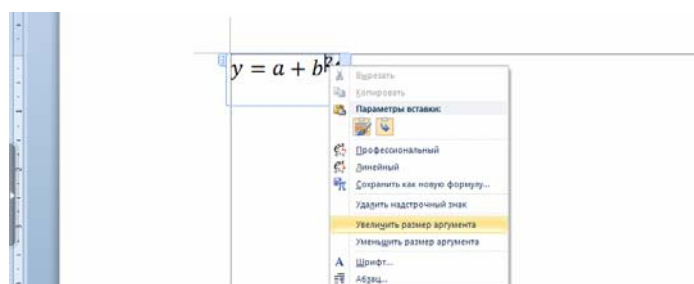 y = a + b²
Вырезать
Копировать
Параметры вставки:
Профессиональный
Линейный
Сохранить как новую формулу...
Удалить надстрочный знак
Увеличить размер аргумента
Уменьшить размер аргумента
А Шрифт...
Абзац...